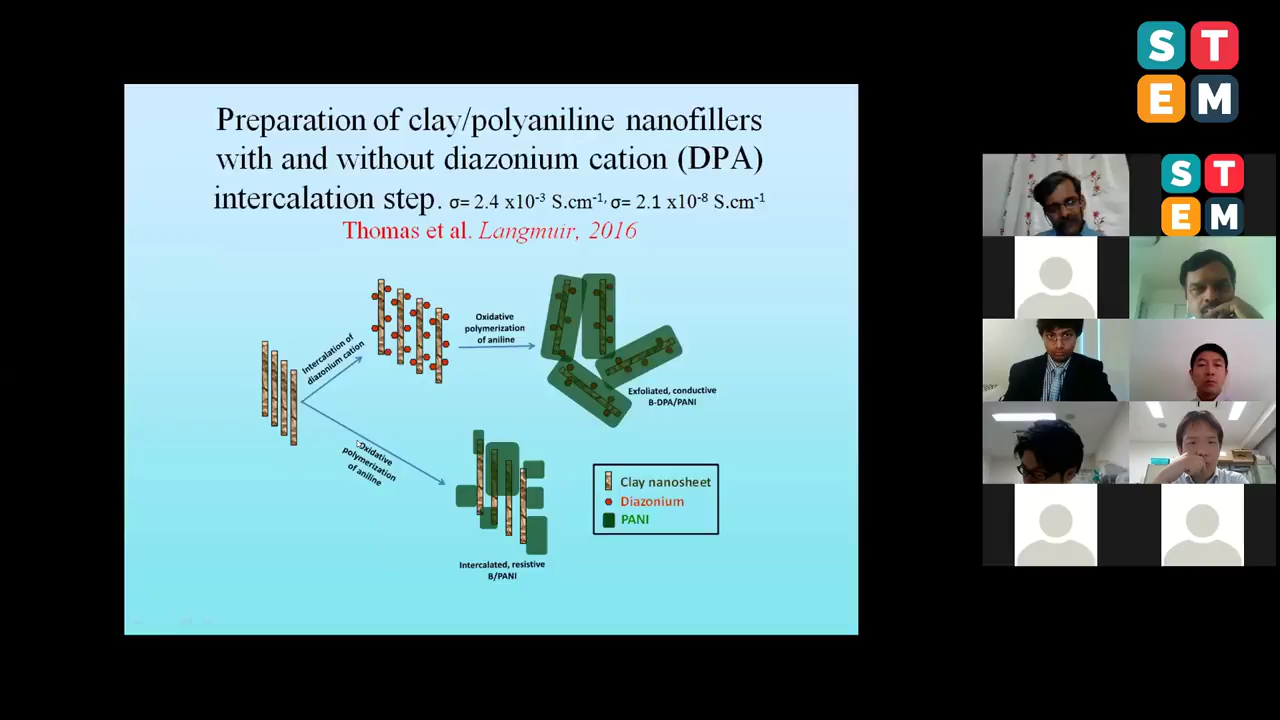 S T
E M
Preparation of clay/polyaniline nanofillers
with and without diazonium cation (DPA)
intercalation step. σ= 2.4 x10⁻³ S.cm⁻¹, σ= 2.1 x10⁻⁸ S.cm⁻¹
Thomas et al. Langmuir, 2016
Intercalation of
diazonium cation
Oxidative
polymerization
of aniline
Exfoliated, conductive
B-DPA/PANI
Oxidative
polymerization
of aniline
Intercalated, resistive
B/PANI
Clay nanosheet
Diazonium
PANI
S T
E M